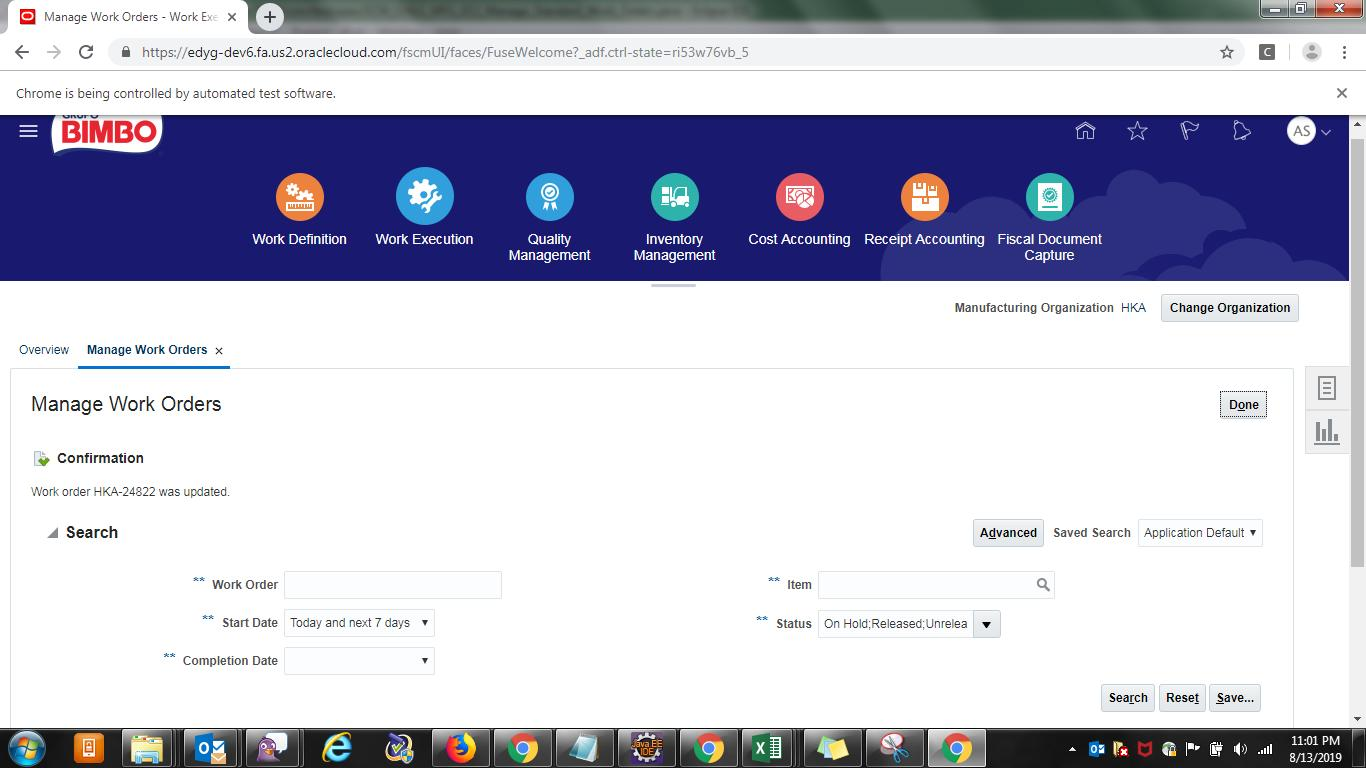 Manage Work Orders - Work Exe
https://edyg-dev6.fa.us2.oraclecloud.com/fscmUI/faces/FuseWelcome?_adf.ctrl-state=ri53w76vb_5
C
Chrome is being controlled by automated test software.
GRUPO
BIMBO
AS
Work Definition
Work Execution
Quality Management
Inventory Management
Cost Accounting
Receipt Accounting
Fiscal Document Capture
Manufacturing Organization HKA Change Organization
Overview Manage Work Orders
Manage Work Orders
Done
Confirmation
Work order HKA-24822 was updated.
Search
Advanced Saved Search Application Default
** Work Order
** Item
** Start Date Today and next 7 days
** Status On Hold;Released;Unrelea
** Completion Date
Search Reset Save...
Java EE
IDE
11:01 PM
8/13/2019